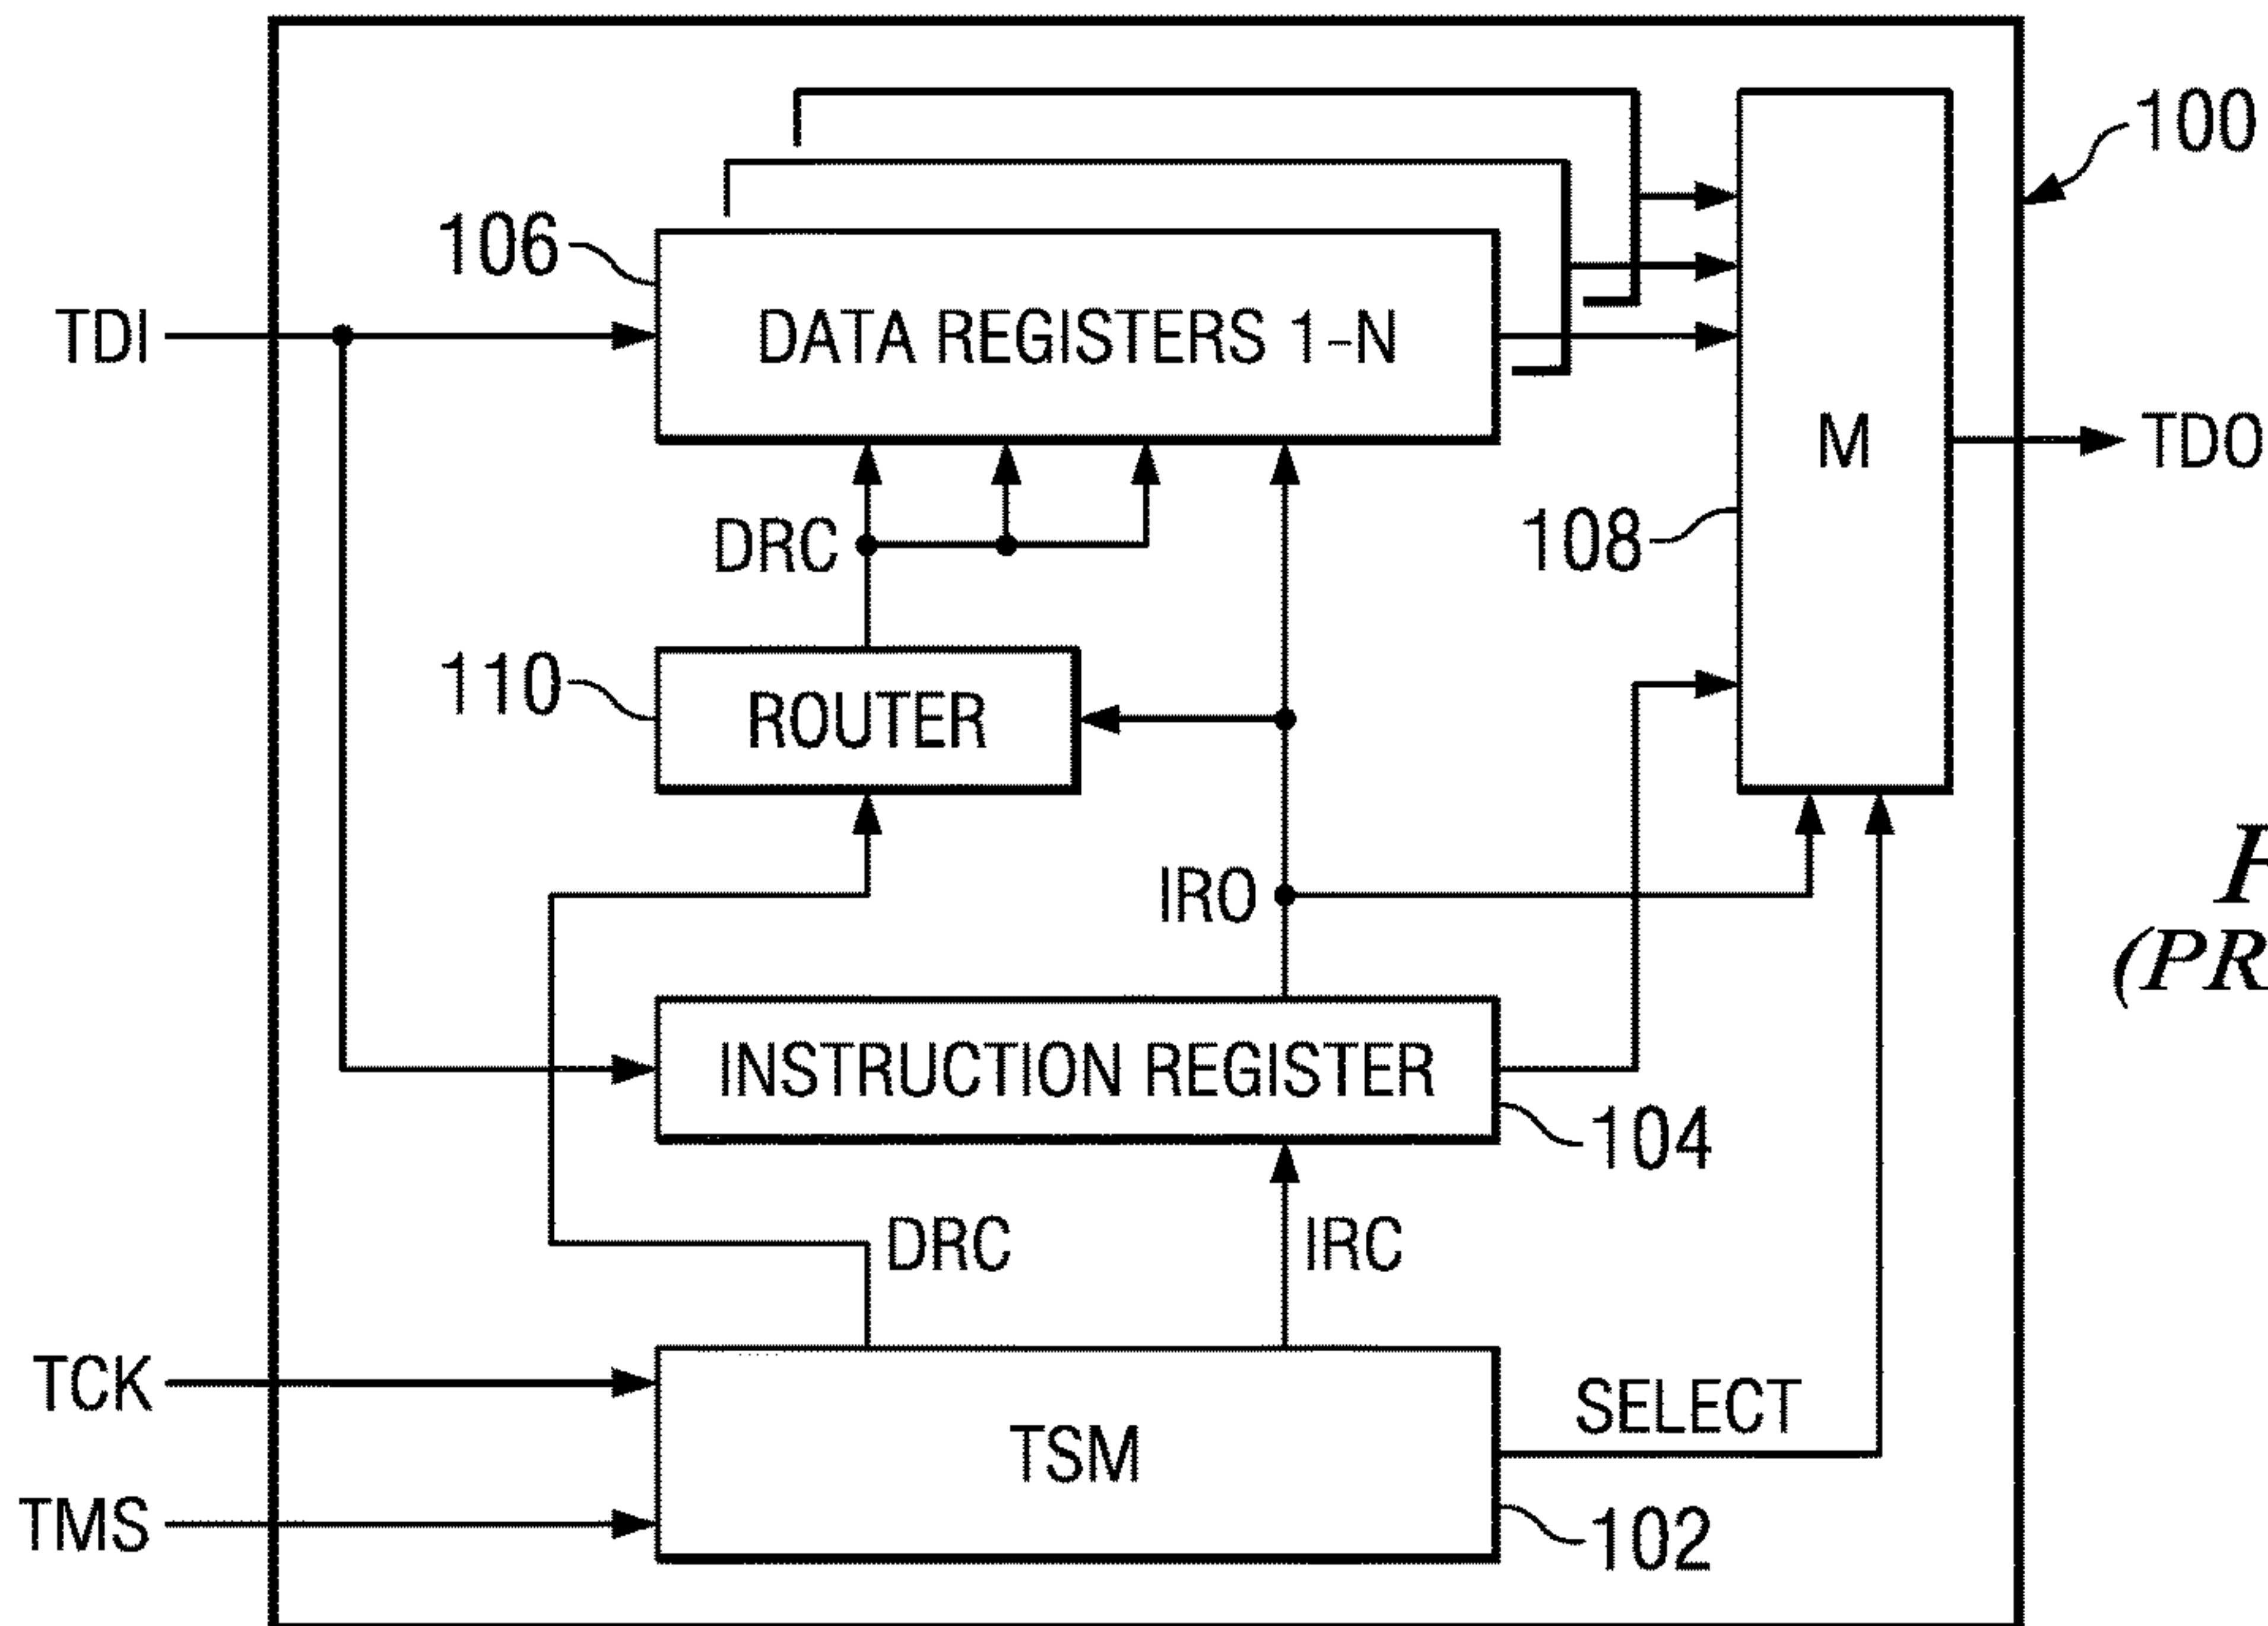 100
106
TDI
DATA REGISTERS 1-N
M
TDO
DRC
108
110
ROUTER
IRO
INSTRUCTION REGISTER
104
DRC
IRC
TCK
SELECT
TSM
TMS
102